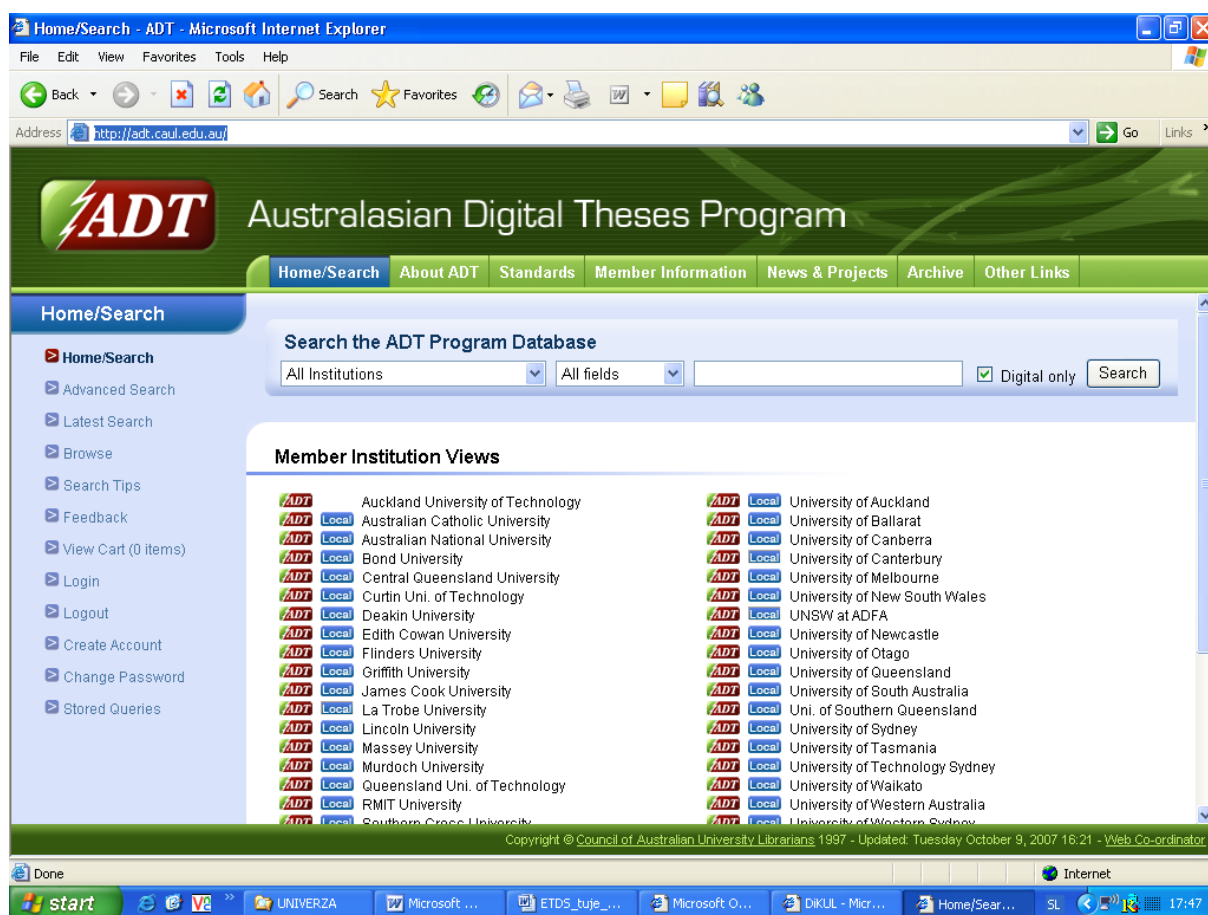 Home/Search - ADT - Microsoft Internet Explorer
File Edit View Favorites Tools Help
Back Search Favorites
Address http://adt.caul.edu.au/ Go Links
ADT Australasian Digital Theses Program
Home/Search About ADT Standards Member Information News & Projects Archive Other Links
Home/Search
Home/Search
Advanced Search
Latest Search
Browse
Search Tips
Feedback
View Cart (0 items)
Login
Logout
Create Account
Change Password
Stored Queries
Search the ADT Program Database
All Institutions All fields Digital only Search
Member Institution Views
ADT Auckland University of Technology
ADT Local Australian Catholic University
ADT Local Australian National University
ADT Local Bond University
ADT Local Central Queensland University
ADT Local Curtin Uni. of Technology
ADT Local Deakin University
ADT Local Edith Cowan University
ADT Local Flinders University
ADT Local Griffith University
ADT Local James Cook University
ADT Local La Trobe University
ADT Local Lincoln University
ADT Local Massey University
ADT Local Murdoch University
ADT Local Queensland Uni. of Technology
ADT Local RMIT University
ADT Local Southern Cross University
ADT Local University of Auckland
ADT Local University of Ballarat
ADT Local University of Canberra
ADT Local University of Canterbury
ADT Local University of Melbourne
ADT Local University of New South Wales
ADT Local UNSW at ADFA
ADT Local University of Newcastle
ADT Local University of Otago
ADT Local University of Queensland
ADT Local University of South Australia
ADT Local Uni. of Southern Queensland
ADT Local University of Sydney
ADT Local University of Tasmania
ADT Local University of Technology Sydney
ADT Local University of Waikato
ADT Local University of Western Australia
ADT Local University of Western Sydney
Copyright © Council of Australian University Librarians 1997 - Updated: Tuesday October 9, 2007 16:21 - Web Co-ordinator
Done Internet
start UNIVERZA Microsoft ... ETDS_tuje_... Microsoft O... DiKUL - Micr... Home/Sear... SL 17:47